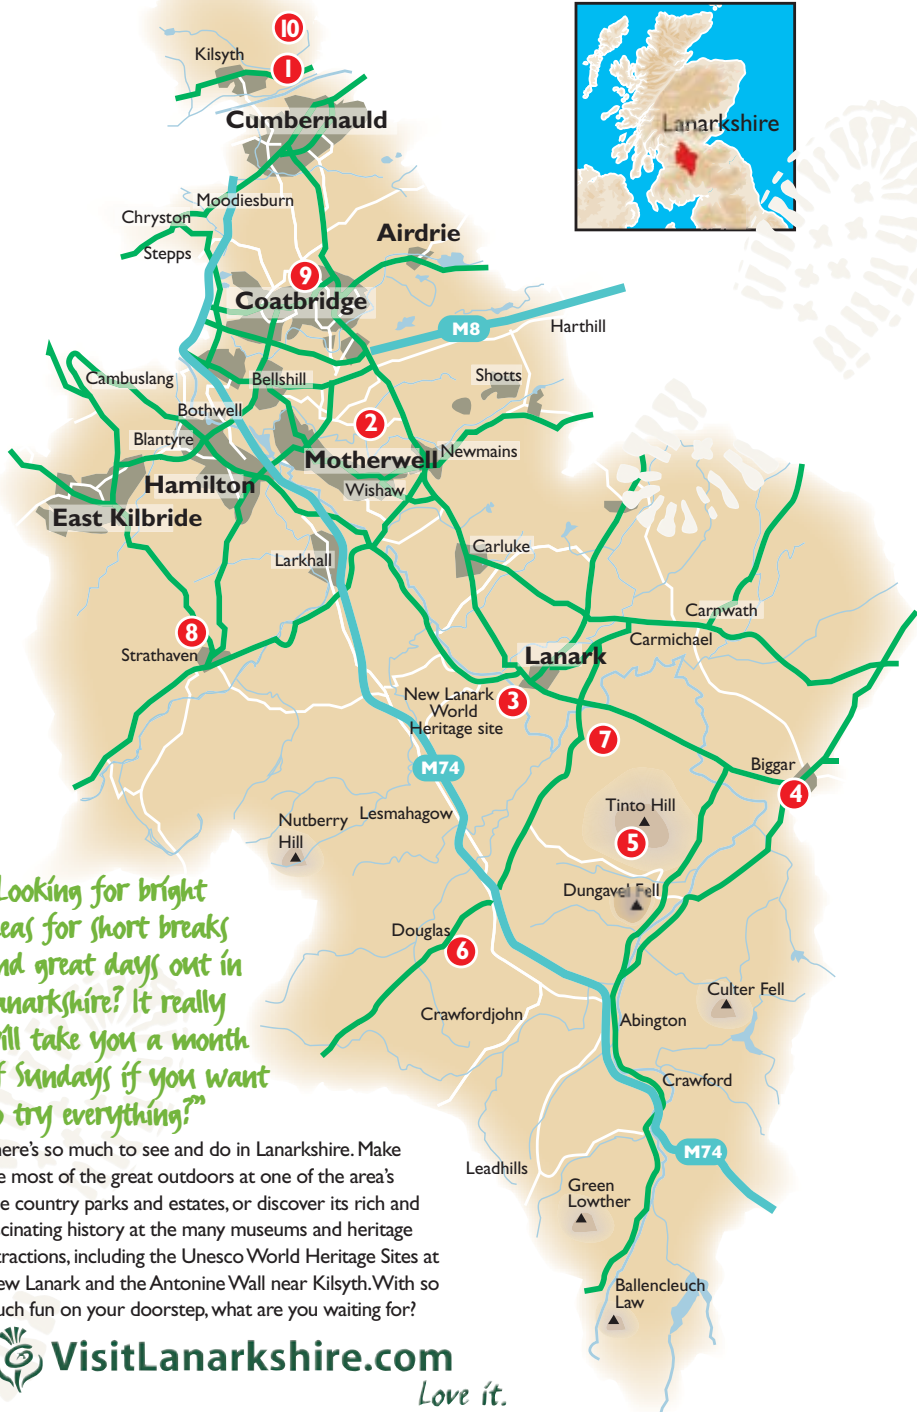 10
Kilsyth
1
Cumbernauld
Lanarkshire
Moodiesburn
Chryston
Stepps
Airdrie
9
Coatbridge
M8
Harthill
Cambuslang
Bellshill
Shotts
Bothwell
2
Blantyre
Motherwell
Newmains
Hamilton
Wishaw
East Kilbride
Larkhall
Carluke
Carnwath
8
Carmichael
Strathaven
Lanark
New Lanark
World
Heritage site
3
7
M74
Biggar
4
Tinto Hill
Lesmahagow
Nutberry
Hill
5
Dungavel Fell
Looking for bright
eas for short breaks
nd great days out in
anarkshire? It really
ill take you a month
f Sundays if you want
o try everything?”
Douglas
6
Culter Fell
Crawfordjohn
Abington
Crawford
M74
Leadhills
Green
Lowther
Ballencleuch
Law
here’s so much to see and do in Lanarkshire. Make
e most of the great outdoors at one of the area’s
e country parks and estates, or discover its rich and
scinating history at the many museums and heritage
tractions, including the Unesco World Heritage Sites at
ew Lanark and the Antonine Wall near Kilsyth. With so
uch fun on your doorstep, what are you waiting for?
VisitLanarkshire.com
Love it.